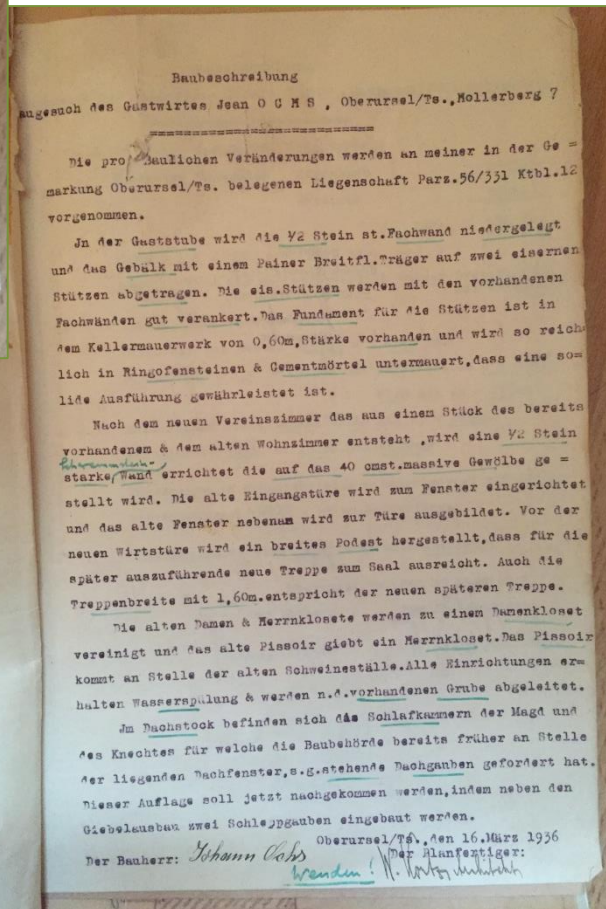 Baubeschreibung
augesuch des Gastwirtes Jean O C M S , Oberursel/Ts.,Mollerberg 7
===========================
Die proj Baulichen Veränderungen werden an meiner in der Ge =
markung Oberursel/Ts. belegenen Liegenschaft Parz.56/331 Ktbl.12
vorgenommen.
Jn der Gaststube wird die ½ Stein st.Fachwand niedergelegt
und das Gebälk mit einem Painer Breitfl.Träger auf zwei eisernen
Stützen abgetragen. Die eis.Stützen werden mit den vorhandenen
Fachwänden gut verankert.Das Fundament für die Stützen ist in
dem Kellermauerwerk von 0,60m,Stärke vorhanden und wird so reich
lich in Ringofensteinen & Cementmörtel untermauert,dass eine so=
lide Ausführung gewährleistet ist.
Nach dem neuen Vereinszimmer das aus einem Stück des bereits
vorhandenem & dem alten Wohnzimmer entsteht ,wird eine ½ Stein
Schwemmstein-
starke Wand errichtet die auf das 40 cmst.massive Gewölbe ge =
stellt wird. Die alte Eingangstüre wird zum Fenster eingerichtet
und das alte Fenster nebenan wird zur Türe ausgebildet. Vor der
neuen Wirtstüre wird ein breites Podest hergestellt,dass für die
später auszuführende neue Treppe zum Saal ausreicht. Auch die
Treppenbreite mit 1,60m.entspricht der neuen späteren Treppe.
Die alten Damen & Herrnklosete werden zu einem Damenkloset
vereinigt und das alte Pissoir giebt ein Herrnkloset.Das Pissoir
kommt an Stelle der alten Schweineställe.Alle Einrichtungen er=
halten Wasserspülung & werden n.d.vorhandenen Grube abgeleitet.
Jm Dachstock befinden sich die Schlafkammern der Magd und
des Knechtes für welche die Baubehörde bereits früher an Stelle
der liegenden Dachfenster,s.g.stehende Dachgauben gefordert hat.
Dieser Auflage soll jetzt nachgekommen werden,indem neben den
Giebelausbau zwei Schleppgauben eingebaut werden.
Oberursel/Ts., den 16.März 1936
Der Bauherr: Johann Ochs Der Planfertiger:
Wenden! Architekt